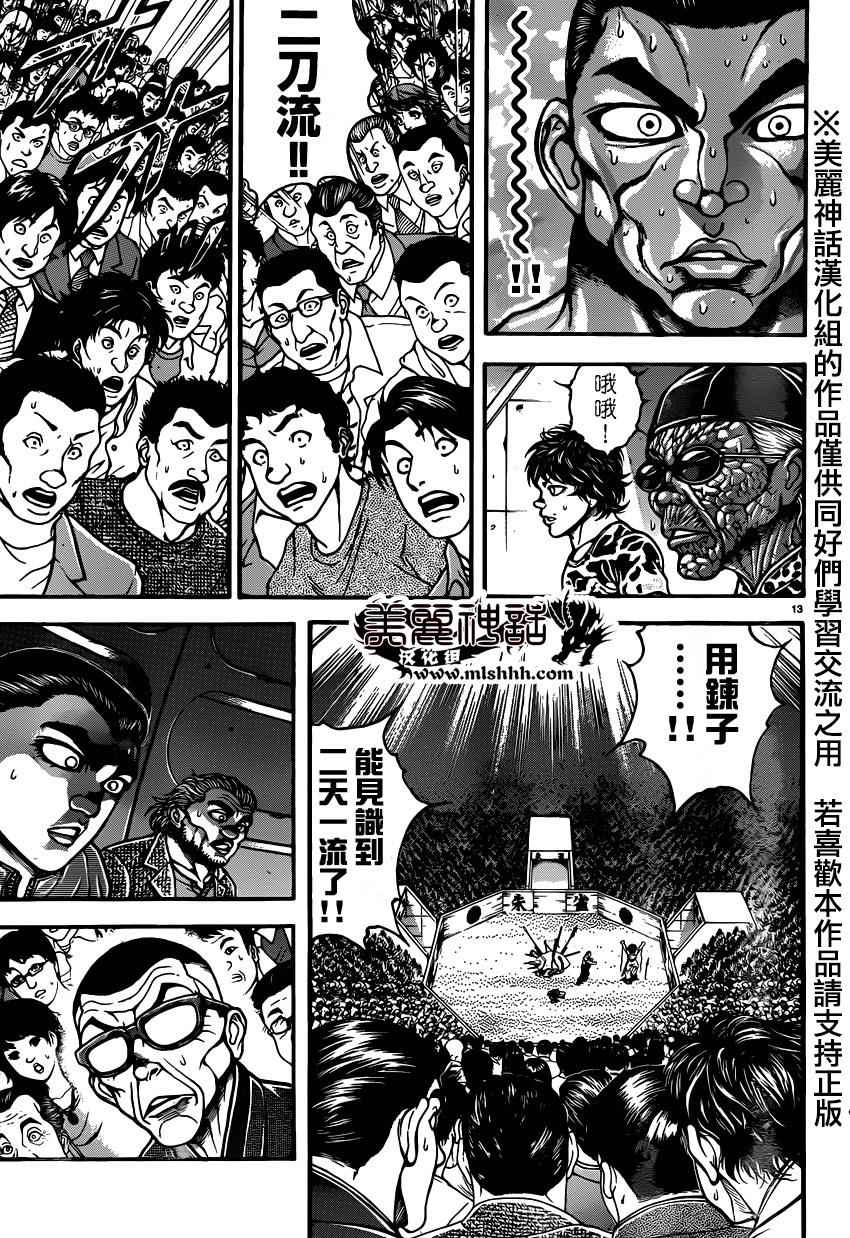 ～～～～～!!
哦
哦!
二刀流!!
13
用鍊子
……!!
能見識到
二天一流了!!
朱雀
美麗神話
汉化组
www.mlshhh.com
※美麗神話漢化組的作品僅供同好們學習交流之用 若喜歡本作品請支持正版